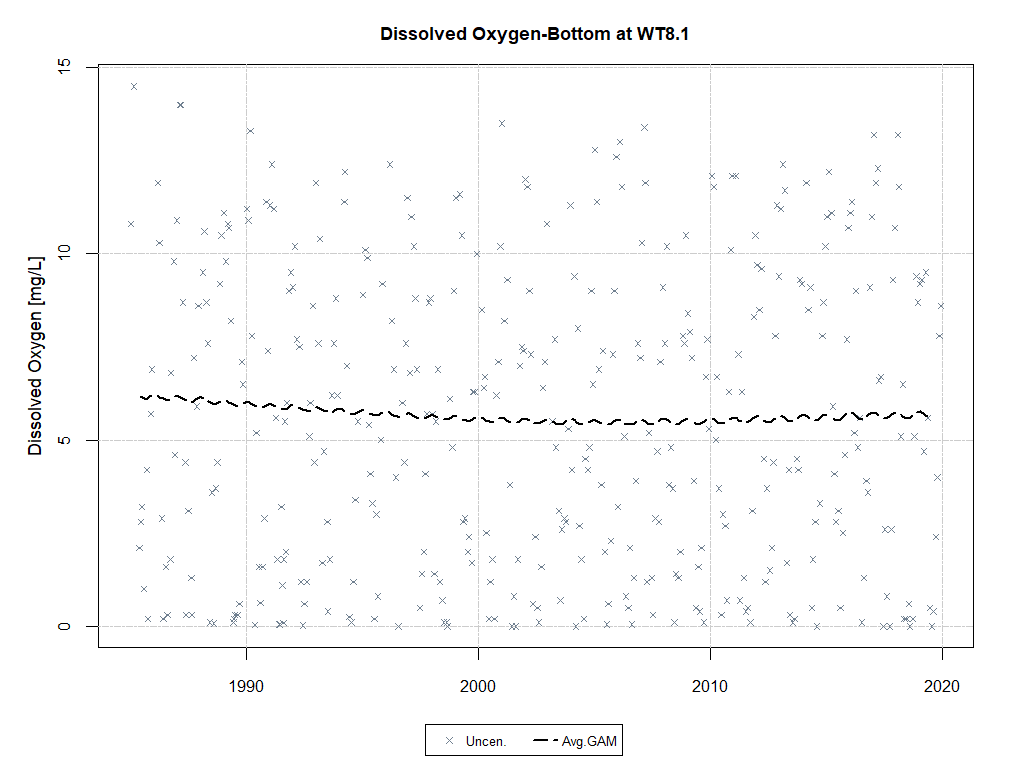 Dissolved Oxygen-Bottom at WT8.1
Dissolved Oxygen [mg/L]
15
10
5
0
1990 2000 2010 2020
Uncen. Avg.GAM